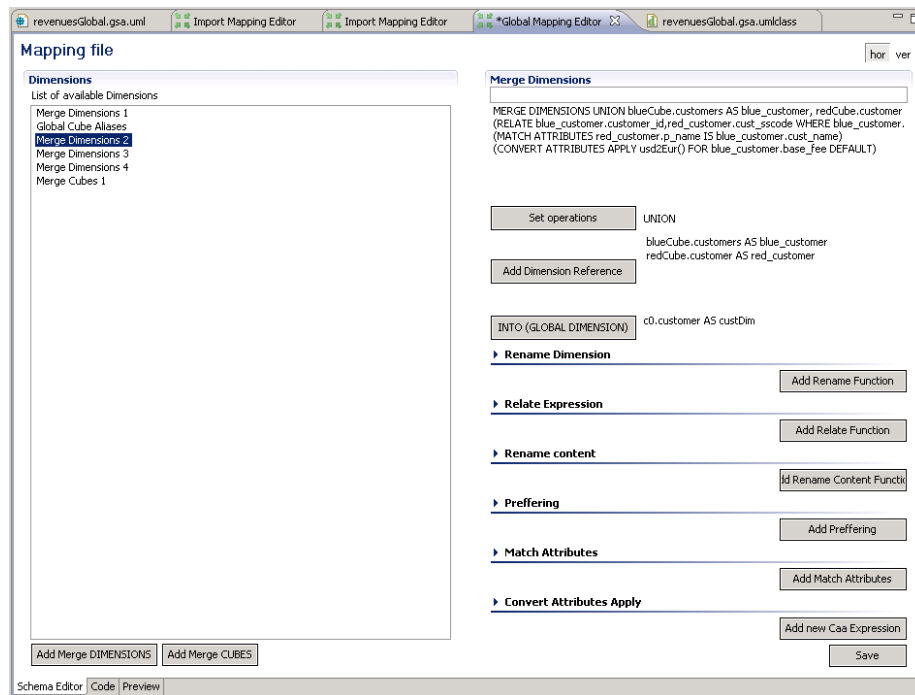 revenuesGlobal.gsa.uml
Import Mapping Editor
Import Mapping Editor
*Global Mapping Editor
revenuesGlobal.gsa.umlclass
Mapping file
hor ver
Dimensions
List of available Dimensions
Merge Dimensions 1
Global Cube Aliases
Merge Dimensions 2
Merge Dimensions 3
Merge Dimensions 4
Merge Cubes 1
Add Merge DIMENSIONS
Add Merge CUBES
Merge Dimensions
MERGE DIMENSIONS UNION blueCube.customers AS blue_customer, redCube.customer
(RELATE blue_customer.customer_id,red_customer.cust_sscode WHERE blue_customer.
(MATCH ATTRIBUTES red_customer.p_name IS blue_customer.cust_name)
(CONVERT ATTRIBUTES APPLY usd2Eur() FOR blue_customer.base_fee DEFAULT)
Set operations
UNION
blueCube.customers AS blue_customer
redCube.customer AS red_customer
Add Dimension Reference
INTO (GLOBAL DIMENSION)
c0.customer AS custDim
Rename Dimension
Add Rename Function
Relate Expression
Add Relate Function
Rename content
dd Rename Content Functio
Preffering
Add Preffering
Match Attributes
Add Match Attributes
Convert Attributes Apply
Add new Caa Expression
Save
Schema Editor
Code
Preview